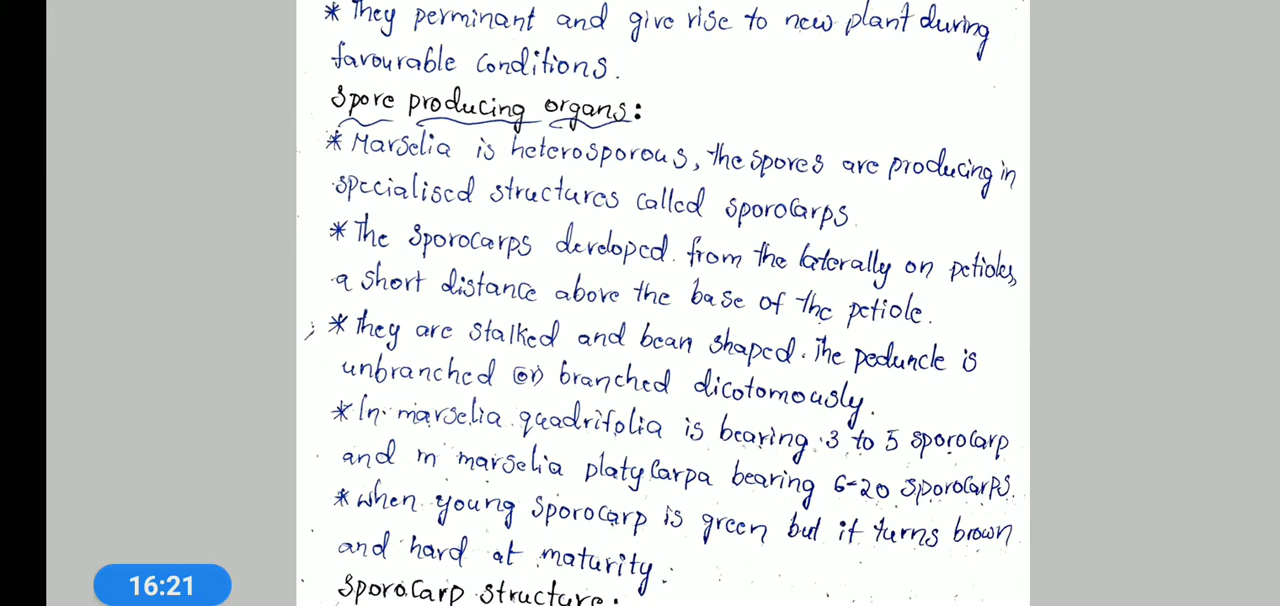 * They perminant and give rise to new plant during
favourable conditions.
Spore producing organs:
* Marselia is heterosporous, the spores are producing in
specialised structures called sporocarps.
* The sporocarps developed from the laterally on petioles,
a short distance above the base of the petiole.
* They are stalked and bean shaped. The peduncle is
unbranched (or) branched dicotomously.
* In marselia quadrifolia is bearing 3 to 5 sporocarp
and in marselia platycarpa bearing 6-20 sporocarps.
* when young sporocarp is green but it turns brown
and hard at maturity.
Sporocarp structure:
16:21